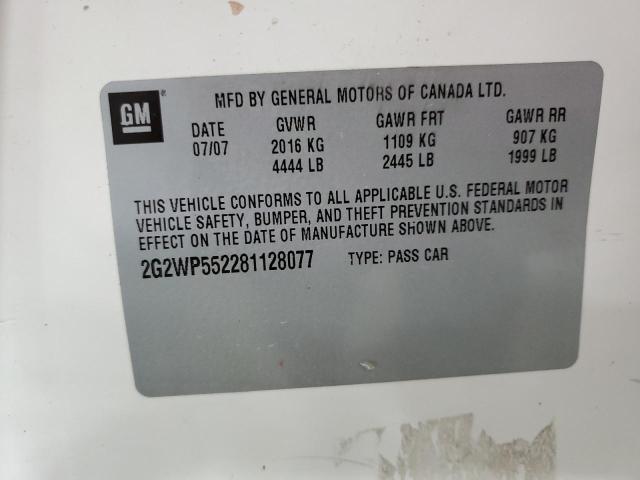 GM®
MFD BY GENERAL MOTORS OF CANADA LTD.
DATE GVWR GAWR FRT GAWR RR
07/07 2016 KG 1109 KG 907 KG
4444 LB 2445 LB 1999 LB
THIS VEHICLE CONFORMS TO ALL APPLICABLE U.S. FEDERAL MOTOR
VEHICLE SAFETY, BUMPER, AND THEFT PREVENTION STANDARDS IN
EFFECT ON THE DATE OF MANUFACTURE SHOWN ABOVE.
2G2WP552281128077 TYPE: PASS CAR